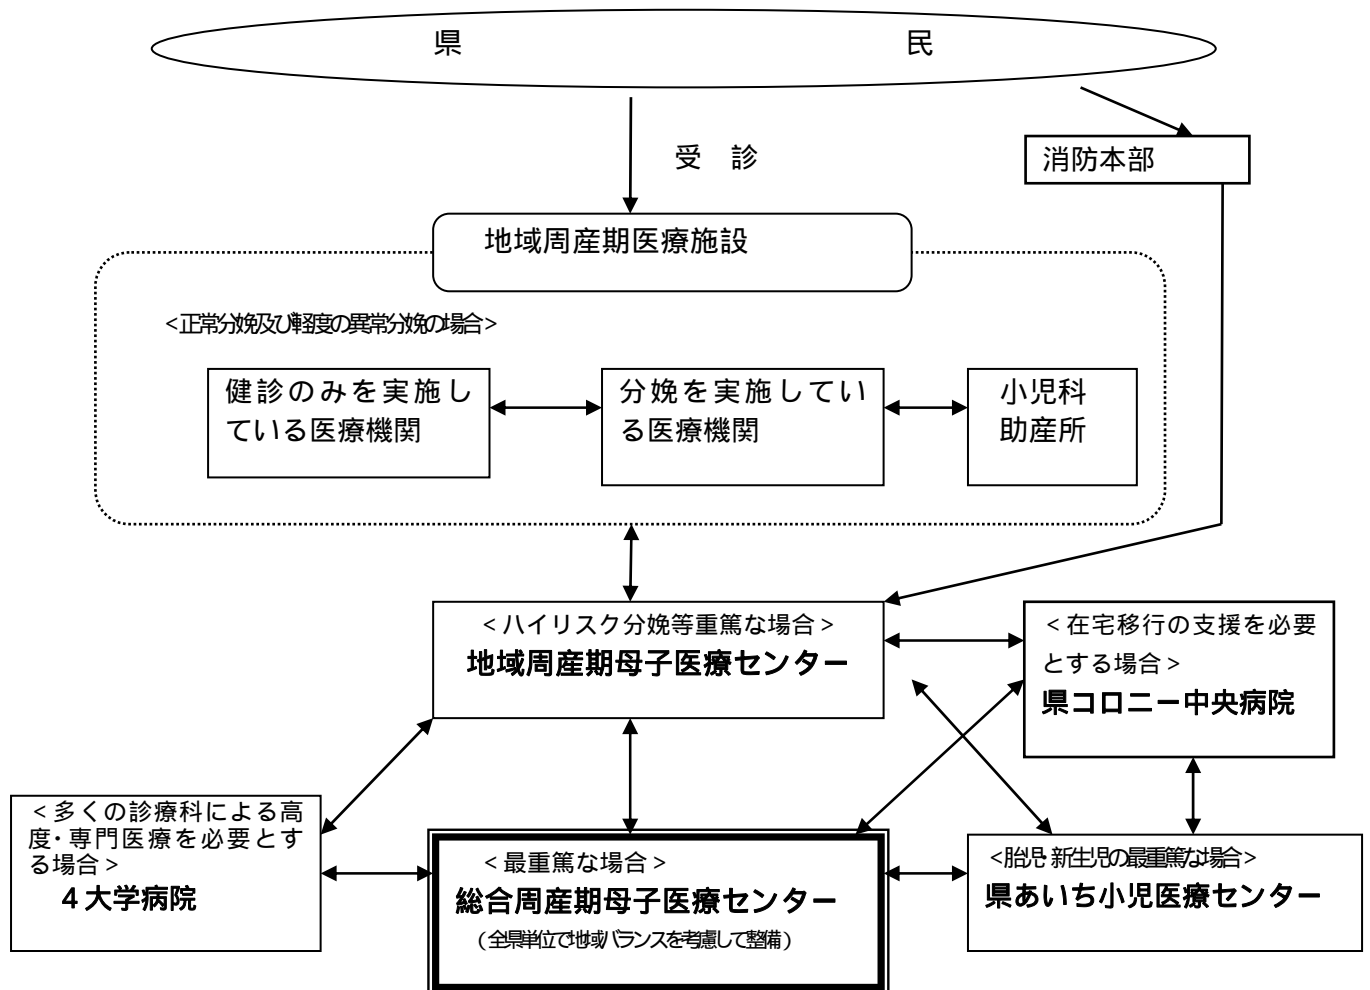 県　民
受 診
消防本部
地域周産期医療施設
<正常分娩及び軽度の異常分娩の場合>
健診のみを実施し
ている医療機関
分娩を実施してい
る医療機関
小児科
助産所
<ハイリスク分娩等重篤な場合>
地域周産期母子医療センター
<在宅移行の支援を必要
とする場合>
県コロニー中央病院
<多くの診療科による高
度・専門医療を必要とす
る場合>
４大学病院
<最重篤な場合>
総合周産期母子医療センター
(全県単位で地域バランスを考慮して整備)
<胎児・新生児の最重篤な場合>
県あいち小児医療センター